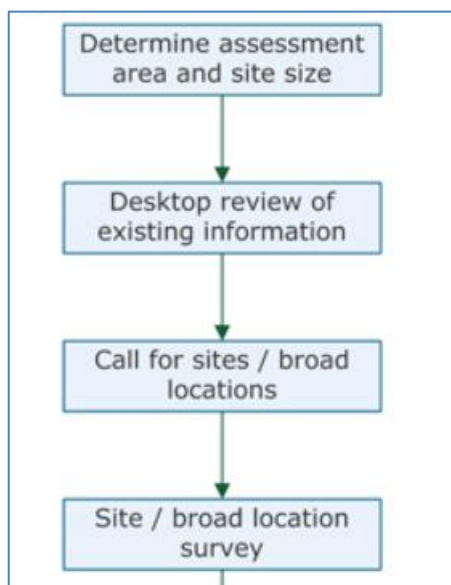 Determine assessment
area and site size
Desktop review of
existing information
Call for sites / broad
locations
Site / broad location
survey